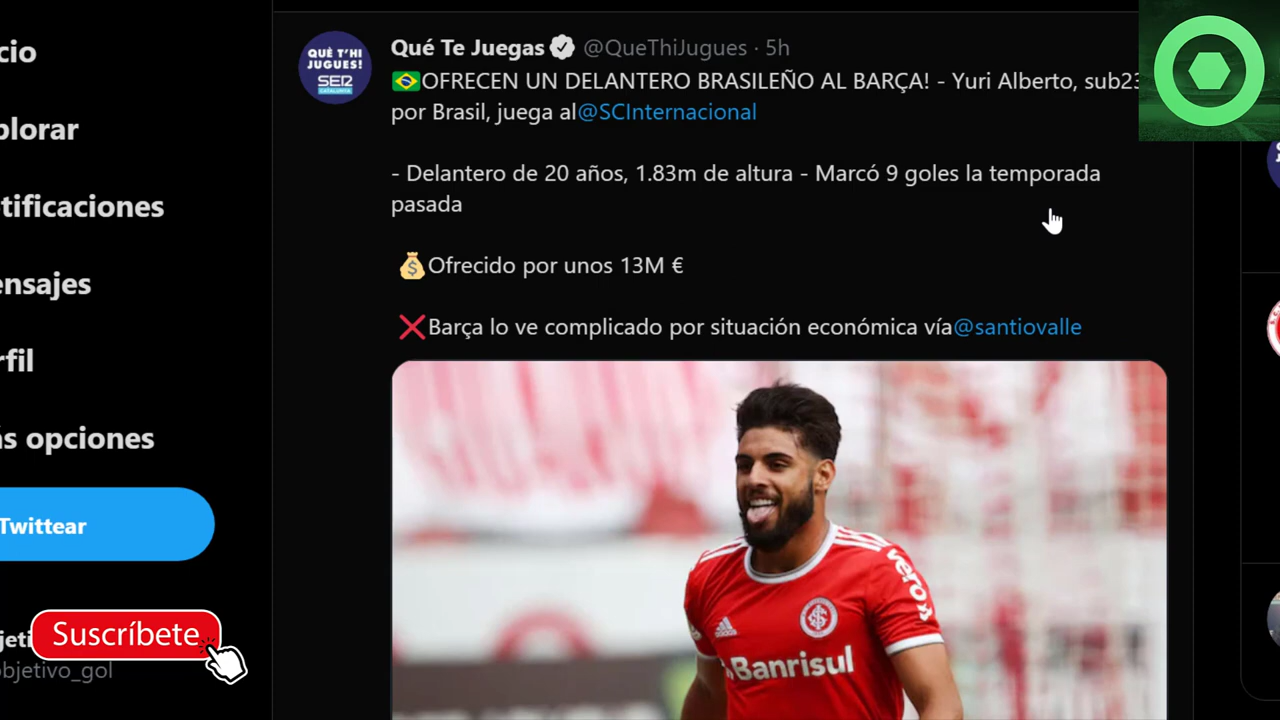 cio
plorar
tificaciones
ensajes
rfil
ás opciones
Twittear
jeti
bjetivo_gol
Suscríbete
QUÈ T'HI
JUGUES!
SER
CATALUNYA
Qué Te Juegas @QueThiJugues · 5h
🇧🇷OFRECEN UN DELANTERO BRASILEÑO AL BARÇA! - Yuri Alberto, sub23
por Brasil, juega al@SCInternacional
- Delantero de 20 años, 1.83m de altura - Marcó 9 goles la temporada
pasada
💰Ofrecido por unos 13M €
❌Barça lo ve complicado por situación económica vía@santiovalle
Banrisul